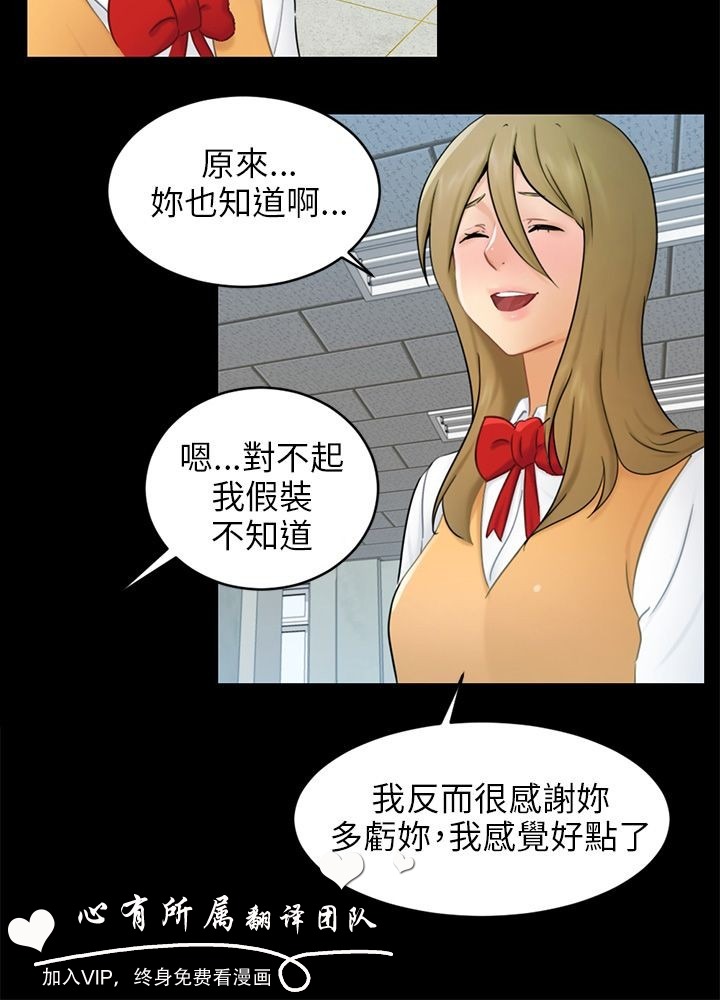 原來...
妳也知道啊...
嗯...對不起
我假裝
不知道
我反而很感謝妳
多虧妳，我感覺好點了
心有所属翻译团队
加入VIP，终身免费看漫画